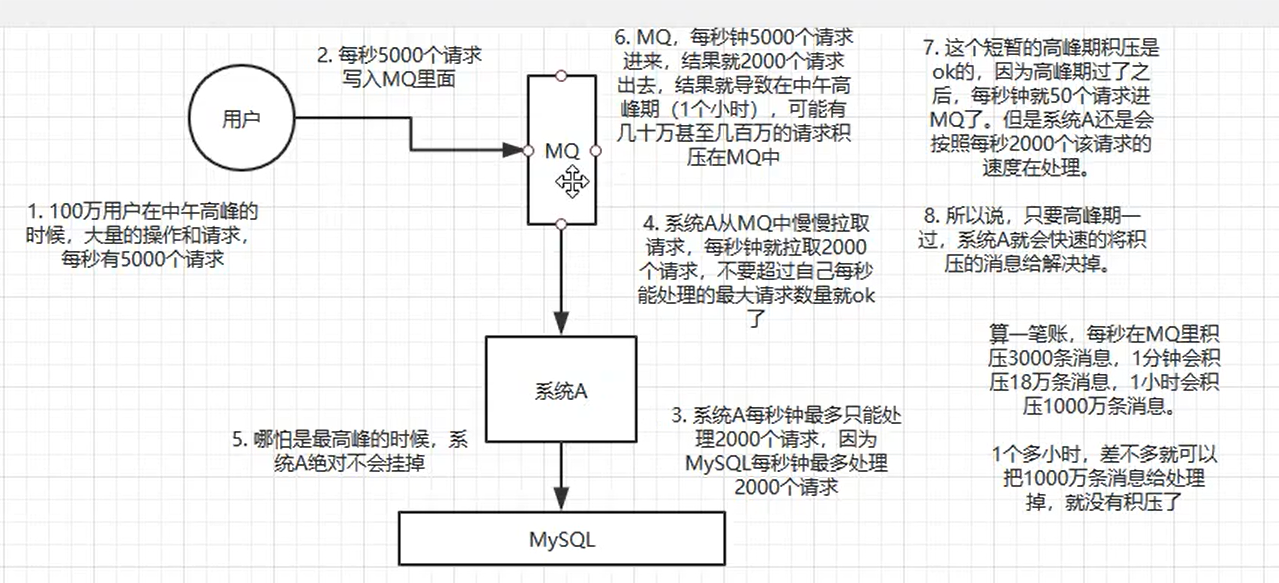 用户
1. 100万用户在中午高峰的
时候，大量的操作和请求，
每秒有5000个请求
2. 每秒5000个请求
写入MQ里面
MQ
6. MQ，每秒钟5000个请求
进来，结果就2000个请求
出去，结果就导致在中午高
峰期（1个小时），可能有
几十万甚至几百万的请求积
压在MQ中
7. 这个短暂的高峰期积压是
ok的，因为高峰期过了之
后，每秒钟就50个请求进
MQ了。但是系统A还是会
按照每秒2000个该请求的
速度在处理。
4. 系统A从MQ中慢慢拉取
请求，每秒钟就拉取2000
个请求，不要超过自己每秒
能处理的最大请求数量就ok
了
8. 所以说，只要高峰期一
过，系统A就会快速的将积
压的消息给解决掉。
算一笔账，每秒在MQ里积
压3000条消息，1分钟会积
压18万条消息，1小时会积
压1000万条消息。
系统A
5. 哪怕是最高峰的时候，系
统A绝对不会挂掉
3. 系统A每秒钟最多只能处
理2000个请求，因为
MySQL每秒钟最多处理
2000个请求
1个多小时，差不多就可以
把1000万条消息给处理
掉，就没有积压了
MySQL